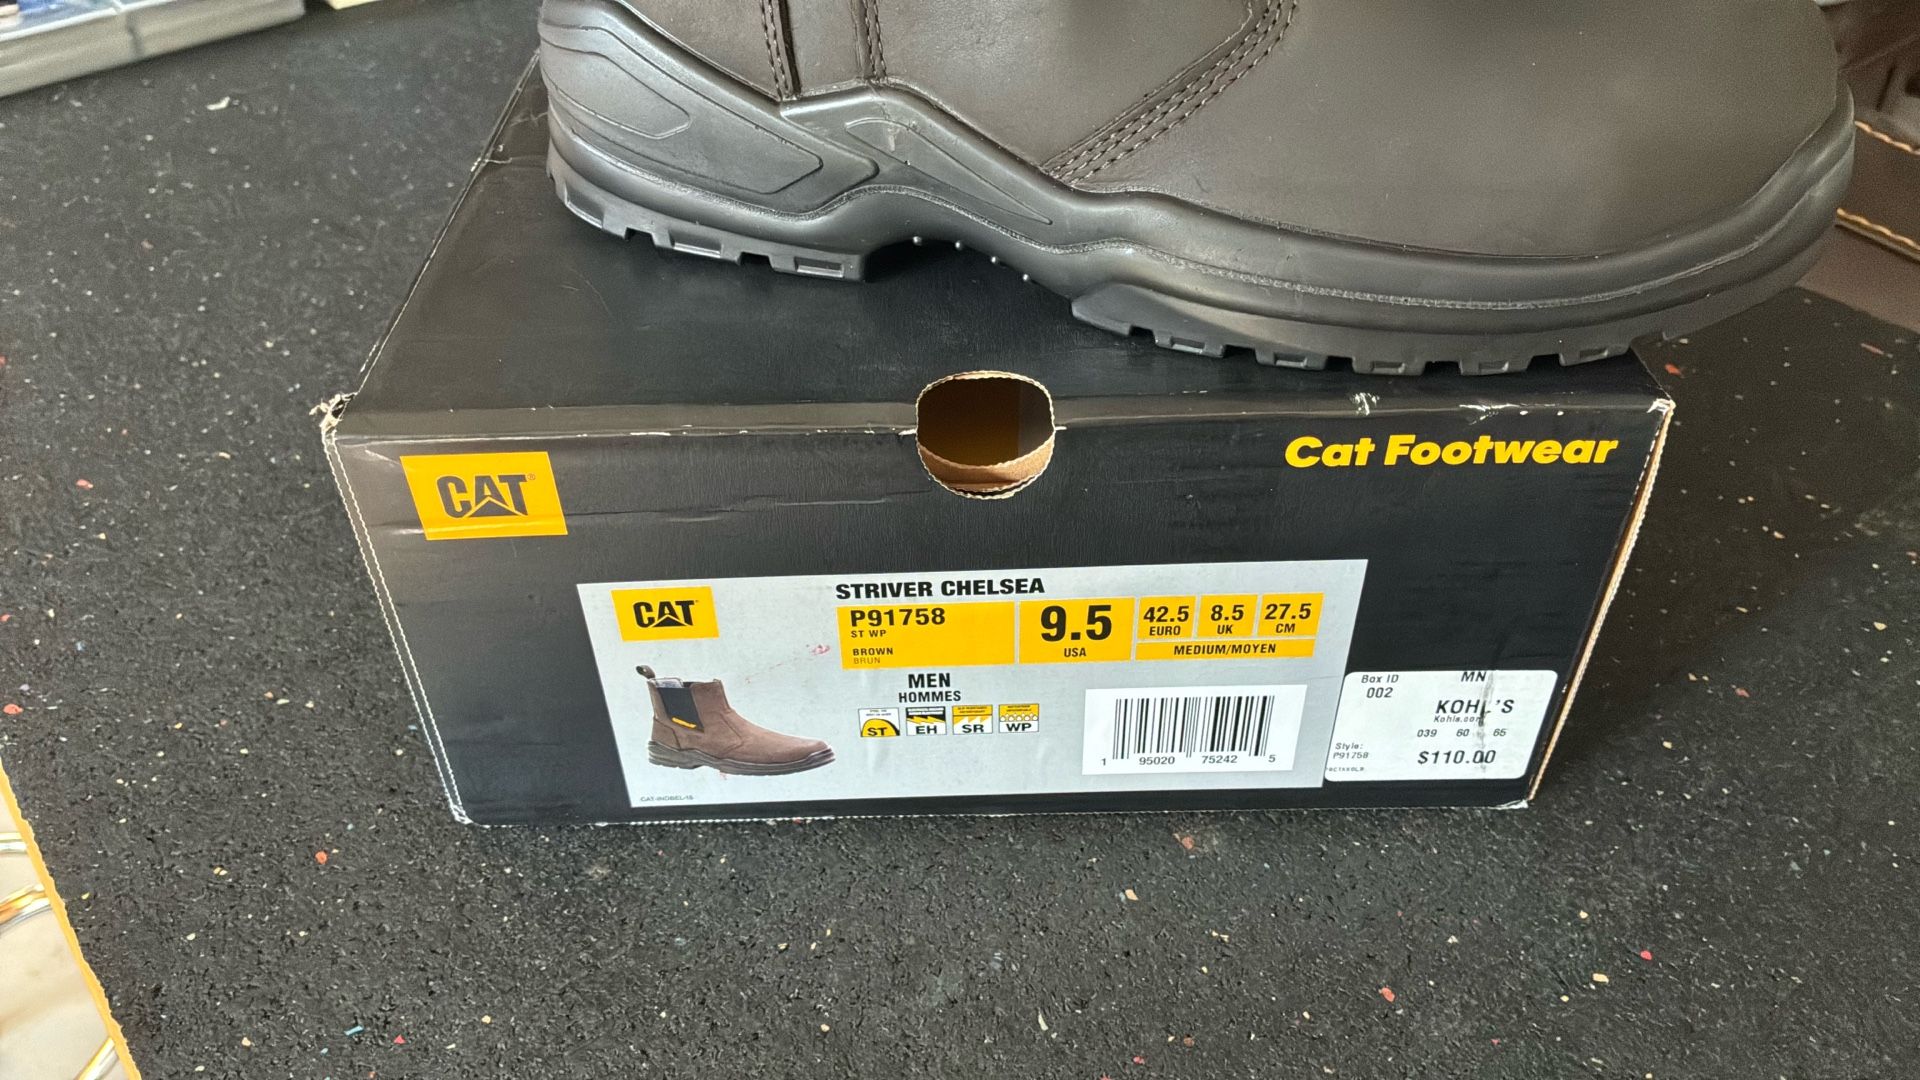 CAT®
Cat Footwear
CAT
STRIVER CHELSEA
P91758
ST WP
BROWN
BRUN
9.5
USA
42.5
EURO
8.5
UK
27.5
CM
MEDIUM/MOYEN
MEN
HOMMES
ST
EH
SR
WP
1 95020 75242 5
Box ID
002
MN
KOHL'S
Kohls.com
039 60 65
Style:
P91758
$110.00